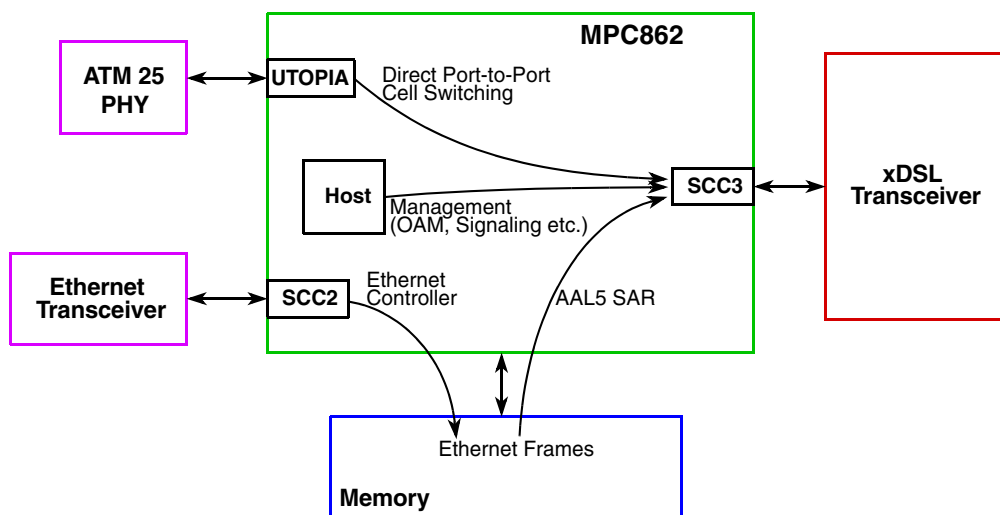 MPC862
ATM 25
PHY
UTOPIA
Direct Port-to-Port
Cell Switching
Host
Management
(OAM, Signaling etc.)
SCC3
xDSL
Transceiver
Ethernet
Transceiver
SCC2
Ethernet
Controller
AAL5 SAR
Ethernet Frames
Memory